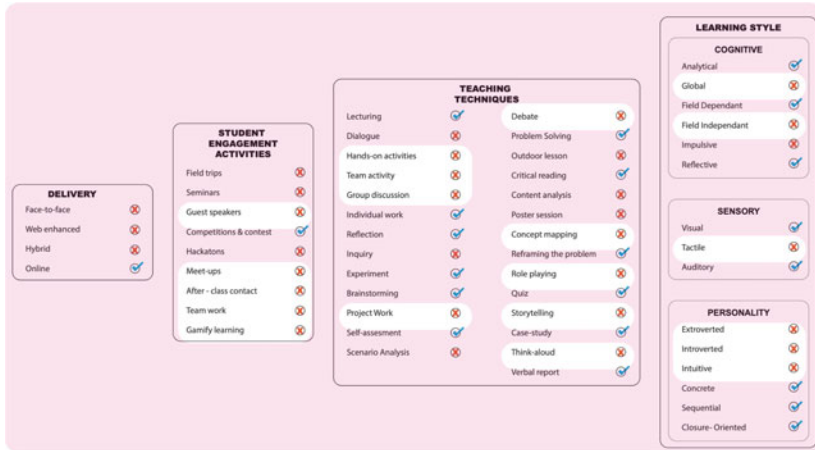 DELIVERY
Face-to-face
Web enhanced
Hybrid
Online
STUDENT
ENGAGEMENT
ACTIVITIES
Field trips
Seminars
Guest speakers
Competitions & contest
Hackatons
Meet-ups
After - class contact
Team work
Gamify learning
TEACHING
TECHNIQUES
Lecturing
Dialogue
Hands-on activities
Team activity
Group discussion
Individual work
Reflection
Inquiry
Experiment
Brainstorming
Project Work
Self-assesment
Scenario Analysis
Debate
Problem Solving
Outdoor lesson
Critical reading
Content analysis
Poster session
Concept mapping
Reframing the problem
Role playing
Quiz
Storytelling
Case-study
Think-aloud
Verbal report
LEARNING STYLE
COGNITIVE
Analytical
Global
Field Dependant
Field Independant
Impulsive
Reflective
SENSORY
Visual
Tactile
Auditory
PERSONALITY
Extroverted
Introverted
Intuitive
Concrete
Sequential
Closure- Oriented